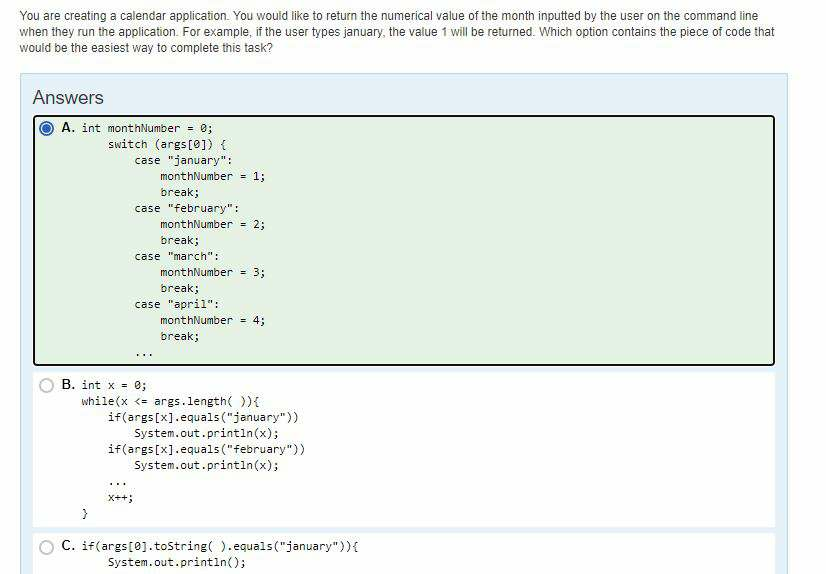 You are creating a calendar application. You would like to return the numerical value of the month inputted by the user on the command line
when they run the application. For example, if the user types january, the value 1 will be returned. Which option contains the piece of code that
would be the easiest way to complete this task?
Answers
A. int monthNumber = 0;
switch (args[0]) {
case "january":
monthNumber = 1;
break;
case "february":
monthNumber = 2;
break;
case "march":
monthNumber = 3;
break;
case "april":
monthNumber = 4;
break;
...
B. int x = 0;
while(x <= args.length( )){
if(args[x].equals("january"))
System.out.println(x);
if(args[x].equals("february"))
System.out.println(x);
...
x++;
}
C. if(args[0].toString( ).equals("january")){
System.out.println();